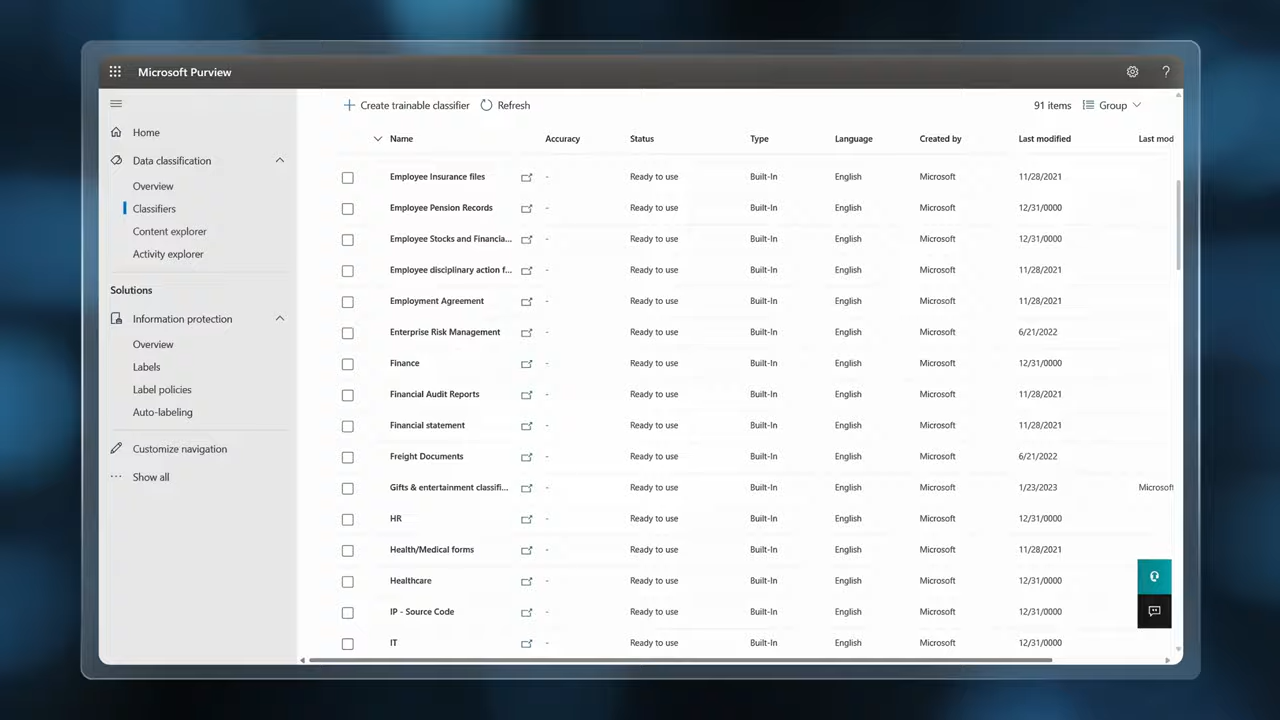 Microsoft Purview
?
Home
Data classification
Overview
Classifiers
Content explorer
Activity explorer
Solutions
Information protection
Overview
Labels
Label policies
Auto-labeling
Customize navigation
Show all
Create trainable classifier Refresh 91 items Group
Name Accuracy Status Type Language Created by Last modified Last mod
Employee Insurance files - Ready to use Built-In English Microsoft 11/28/2021
Employee Pension Records - Ready to use Built-In English Microsoft 12/31/0000
Employee Stocks and Financia... - Ready to use Built-In English Microsoft 12/31/0000
Employee disciplinary action f... - Ready to use Built-In English Microsoft 11/28/2021
Employment Agreement - Ready to use Built-In English Microsoft 11/28/2021
Enterprise Risk Management - Ready to use Built-In English Microsoft 6/21/2022
Finance - Ready to use Built-In English Microsoft 12/31/0000
Financial Audit Reports - Ready to use Built-In English Microsoft 11/28/2021
Financial statement - Ready to use Built-In English Microsoft 11/28/2021
Freight Documents - Ready to use Built-In English Microsoft 6/21/2022
Gifts & entertainment classifi... - Ready to use Built-In English Microsoft 1/23/2023 Microsoft
HR - Ready to use Built-In English Microsoft 12/31/0000
Health/Medical forms - Ready to use Built-In English Microsoft 11/28/2021
Healthcare - Ready to use Built-In English Microsoft 12/31/0000
IP - Source Code - Ready to use Built-In English Microsoft 12/31/0000
IT - Ready to use Built-In English Microsoft 12/31/0000